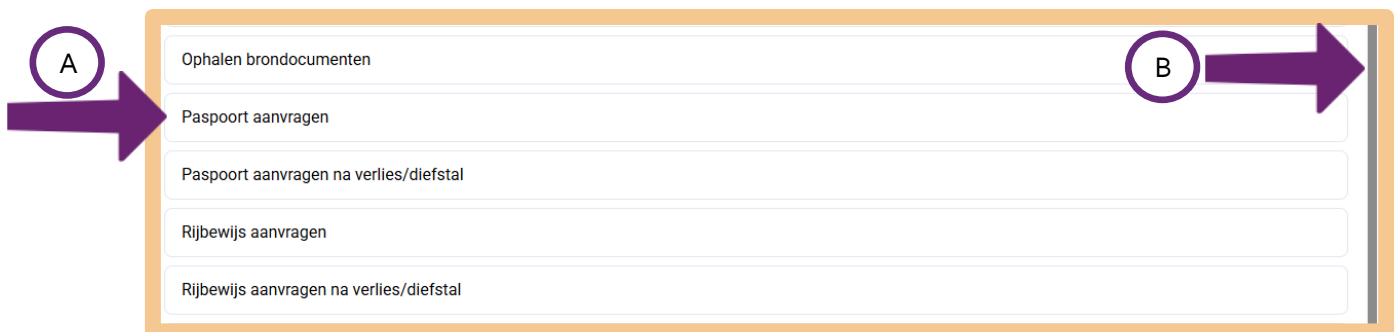 A
B
Ophalen brondocumenten
Paspoort aanvragen
Paspoort aanvragen na verlies/diefstal
Rijbewijs aanvragen
Rijbewijs aanvragen na verlies/diefstal